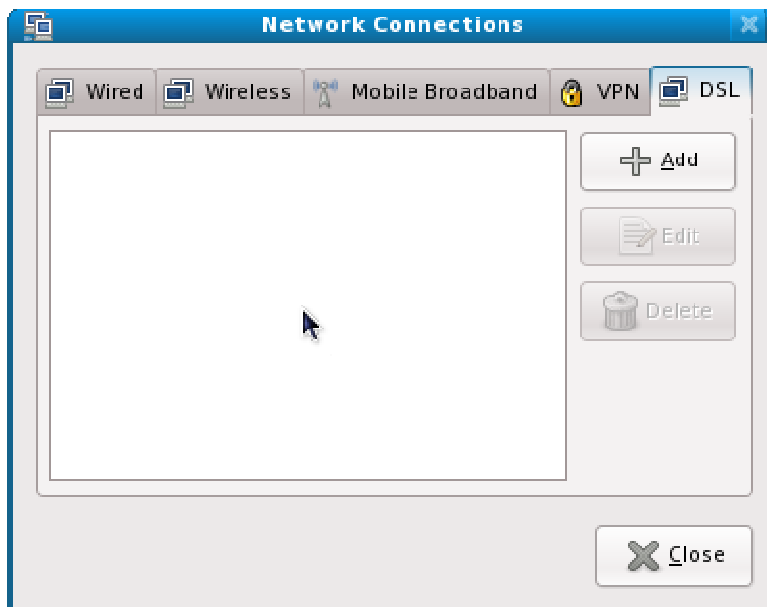 Network Connections
Wired Wireless Mobile Broadband VPN DSL
Add
Edit
Delete
Close